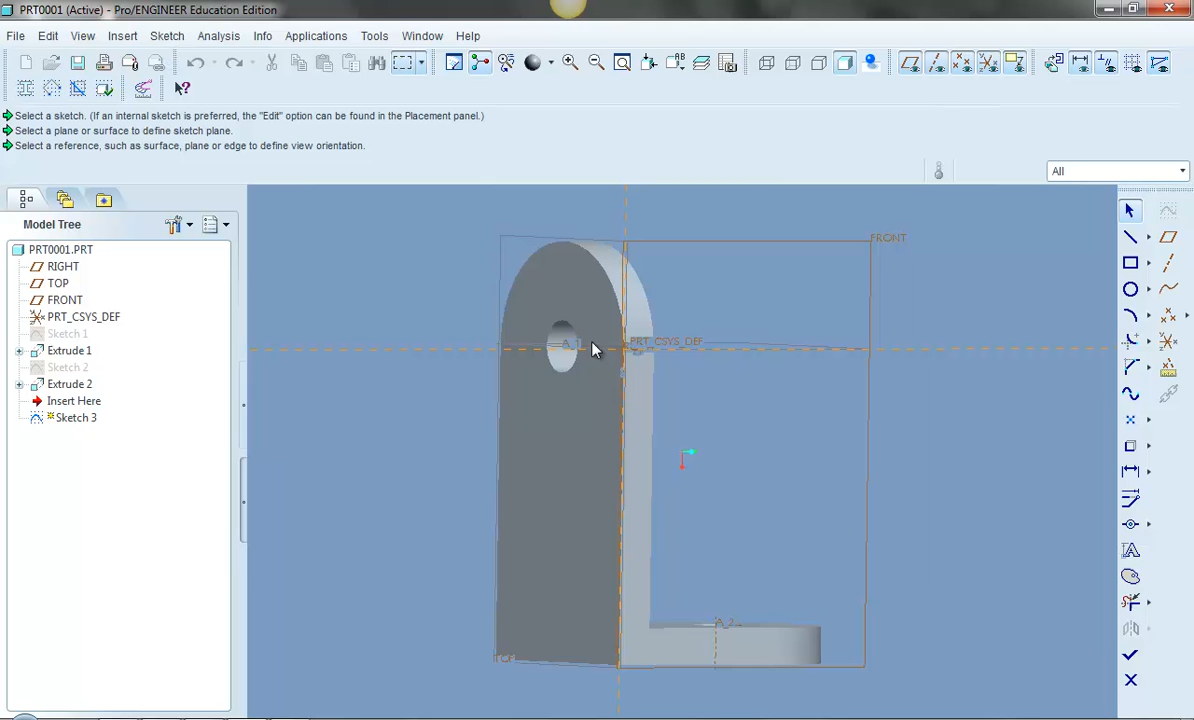 PRT0001 (Active) - Pro/ENGINEER Education Edition
File Edit View Insert Sketch Analysis Info Applications Tools Window Help
Select a sketch. (If an internal sketch is preferred, the "Edit" option can be found in the Placement panel.)
Select a plane or surface to define sketch plane.
Select a reference, such as surface, plane or edge to define view orientation.
All
Model Tree
PRT0001.PRT
RIGHT
TOP
FRONT
PRT_CSYS_DEF
Sketch 1
Extrude 1
Sketch 2
Extrude 2
Insert Here
Sketch 3
FRONT
A_1
PRT_CSYS_DEF
A_2
TOP